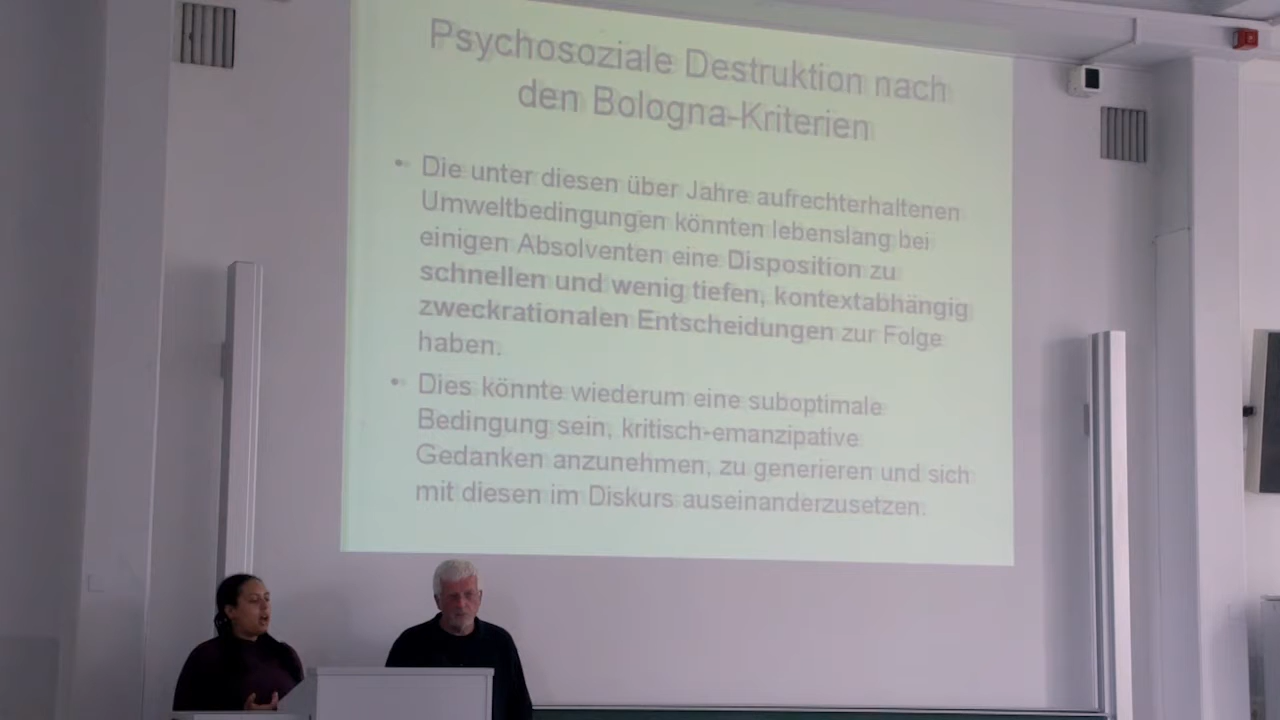 Psychosoziale Destruktion nach
den Bologna-Kriterien
• Die unter diesen über Jahre aufrechterhaltenen
Umweltbedingungen könnten lebenslang bei
einigen Absolventen eine Disposition zu
schnellen und wenig tiefen, kontextabhängig
zweckrationalen Entscheidungen zur Folge
haben.
• Dies könnte wiederum eine suboptimale
Bedingung sein, kritisch-emanzipative
Gedanken anzunehmen, zu generieren und sich
mit diesen im Diskurs auseinanderzusetzen.